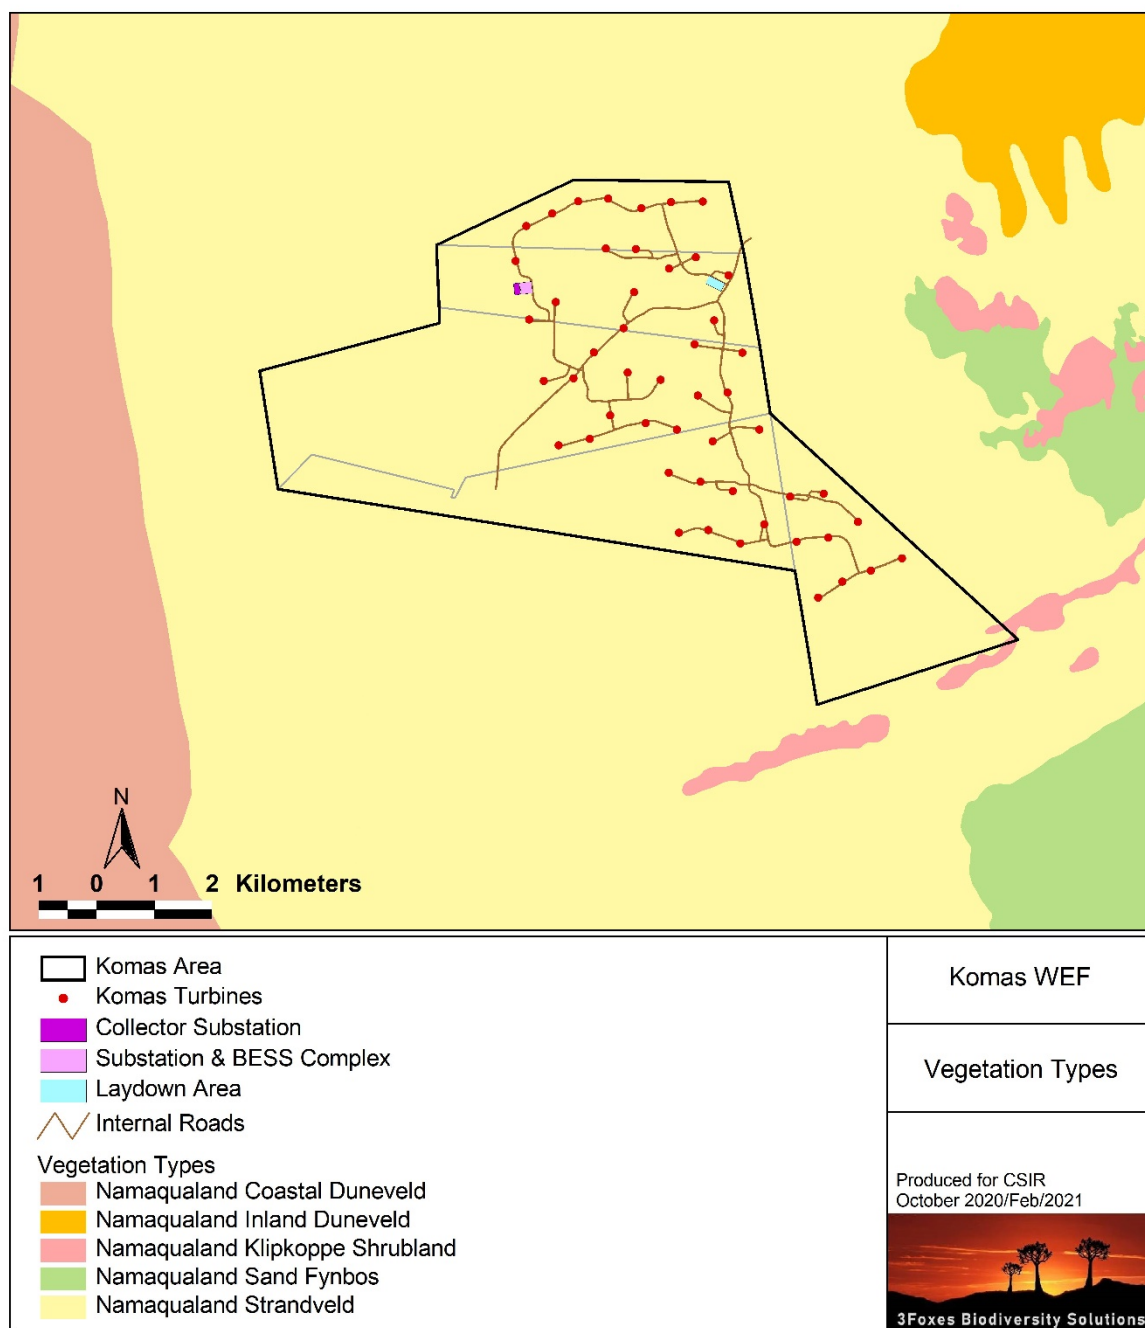 N
1 0 1 2 Kilometers
Komas Area
Komas Turbines
Collector Substation
Substation & BESS Complex
Laydown Area
Internal Roads
Vegetation Types
Namaqualand Coastal Duneveld
Namaqualand Inland Duneveld
Namaqualand Klipkoppe Shrubland
Namaqualand Sand Fynbos
Namaqualand Strandveld
Komas WEF
Vegetation Types
Produced for CSIR
October 2020/Feb/2021
3Foxes Biodiversity Solutions